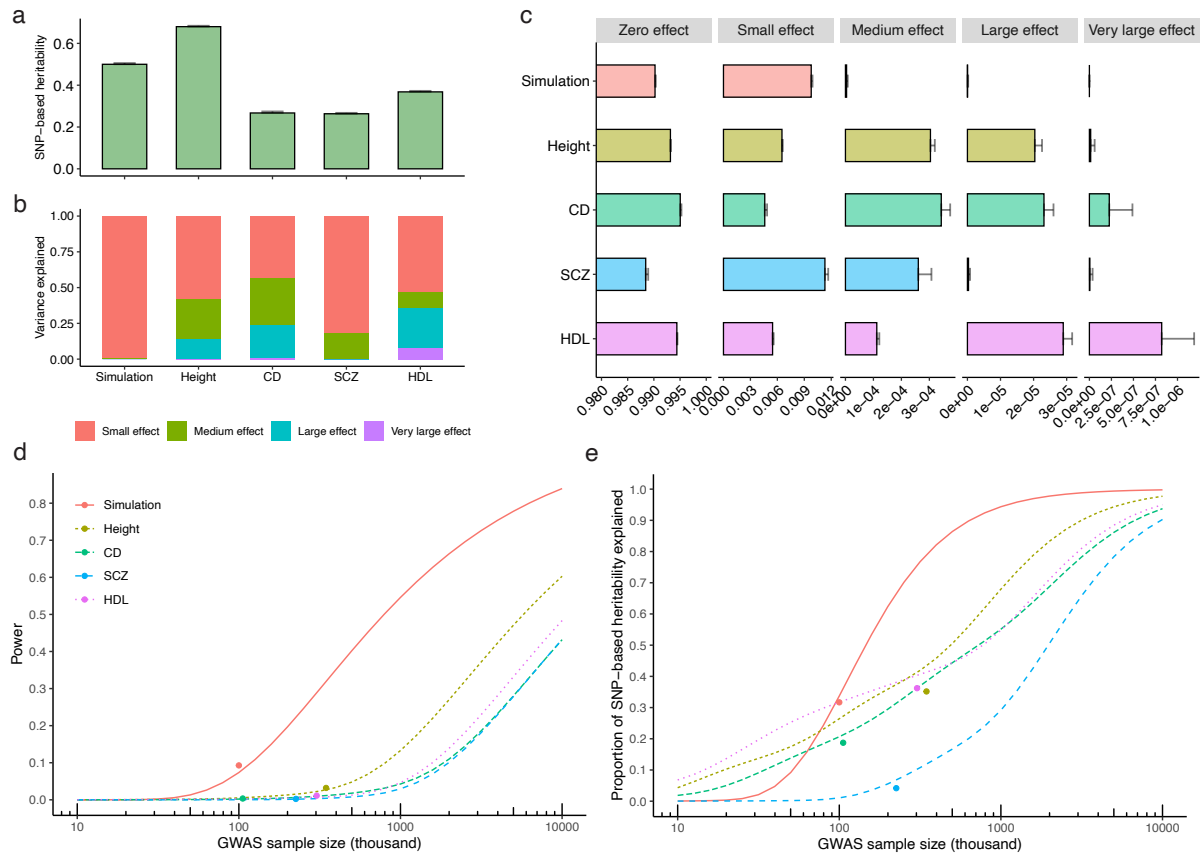 a
SNP−based heritability
0.6
0.4
0.2
0.0
b
Variance explained
1.00
0.75
0.50
0.25
0.00
Simulation Height CD SCZ HDL
Small effect Medium effect Large effect Very large effect
c
Zero effect Small effect Medium effect Large effect Very large effect
Simulation
Height
CD
SCZ
HDL
0.980 0.985 0.990 0.995 1.000 0.000 0.003 0.006 0.009 0.012 0e+00 1e−04 2e−04 3e−04 0e+00 1e−05 2e−05 3e−05 0.0e+00 2.5e−07 5.0e−07 7.5e−07 1.0e−06
d
Power
0.8
0.7
0.6
0.5
0.4
0.3
0.2
0.1
0.0
Simulation
Height
CD
SCZ
HDL
10 100 1000 10000
GWAS sample size (thousand)
e
Proportion of SNP−based heritability explained
1.0
0.9
0.8
0.7
0.6
0.5
0.4
0.3
0.2
0.1
0.0
10 100 1000 10000
GWAS sample size (thousand)